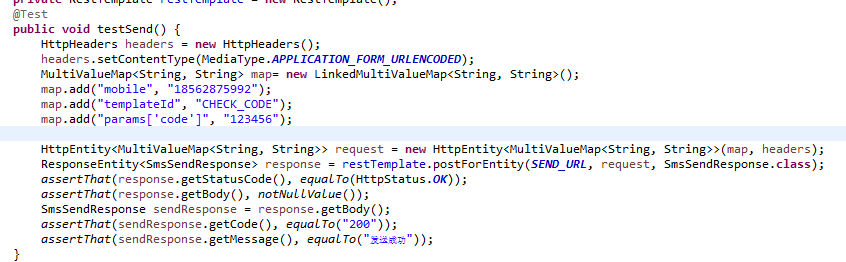 private RestTemplate restTemplate = new RestTemplate();
@Test
public void testSend() {
HttpHeaders headers = new HttpHeaders();
headers.setContentType(MediaType.APPLICATION_FORM_URLENCODED);
MultiValueMap<String, String> map= new LinkedMultiValueMap<String, String>();
map.add("mobile", "18562875992");
map.add("templateId", "CHECK_CODE");
map.add("params['code']", "123456");
HttpEntity<MultiValueMap<String, String>> request = new HttpEntity<MultiValueMap<String, String>>(map, headers);
ResponseEntity<SmsSendResponse> response = restTemplate.postForEntity(SEND_URL, request, SmsSendResponse.class);
assertThat(response.getStatusCode(), equalTo(HttpStatus.OK));
assertThat(response.getBody(), notNullValue());
SmsSendResponse sendResponse = response.getBody();
assertThat(sendResponse.getCode(), equalTo("200"));
assertThat(sendResponse.getMessage(), equalTo("发送成功"));
}